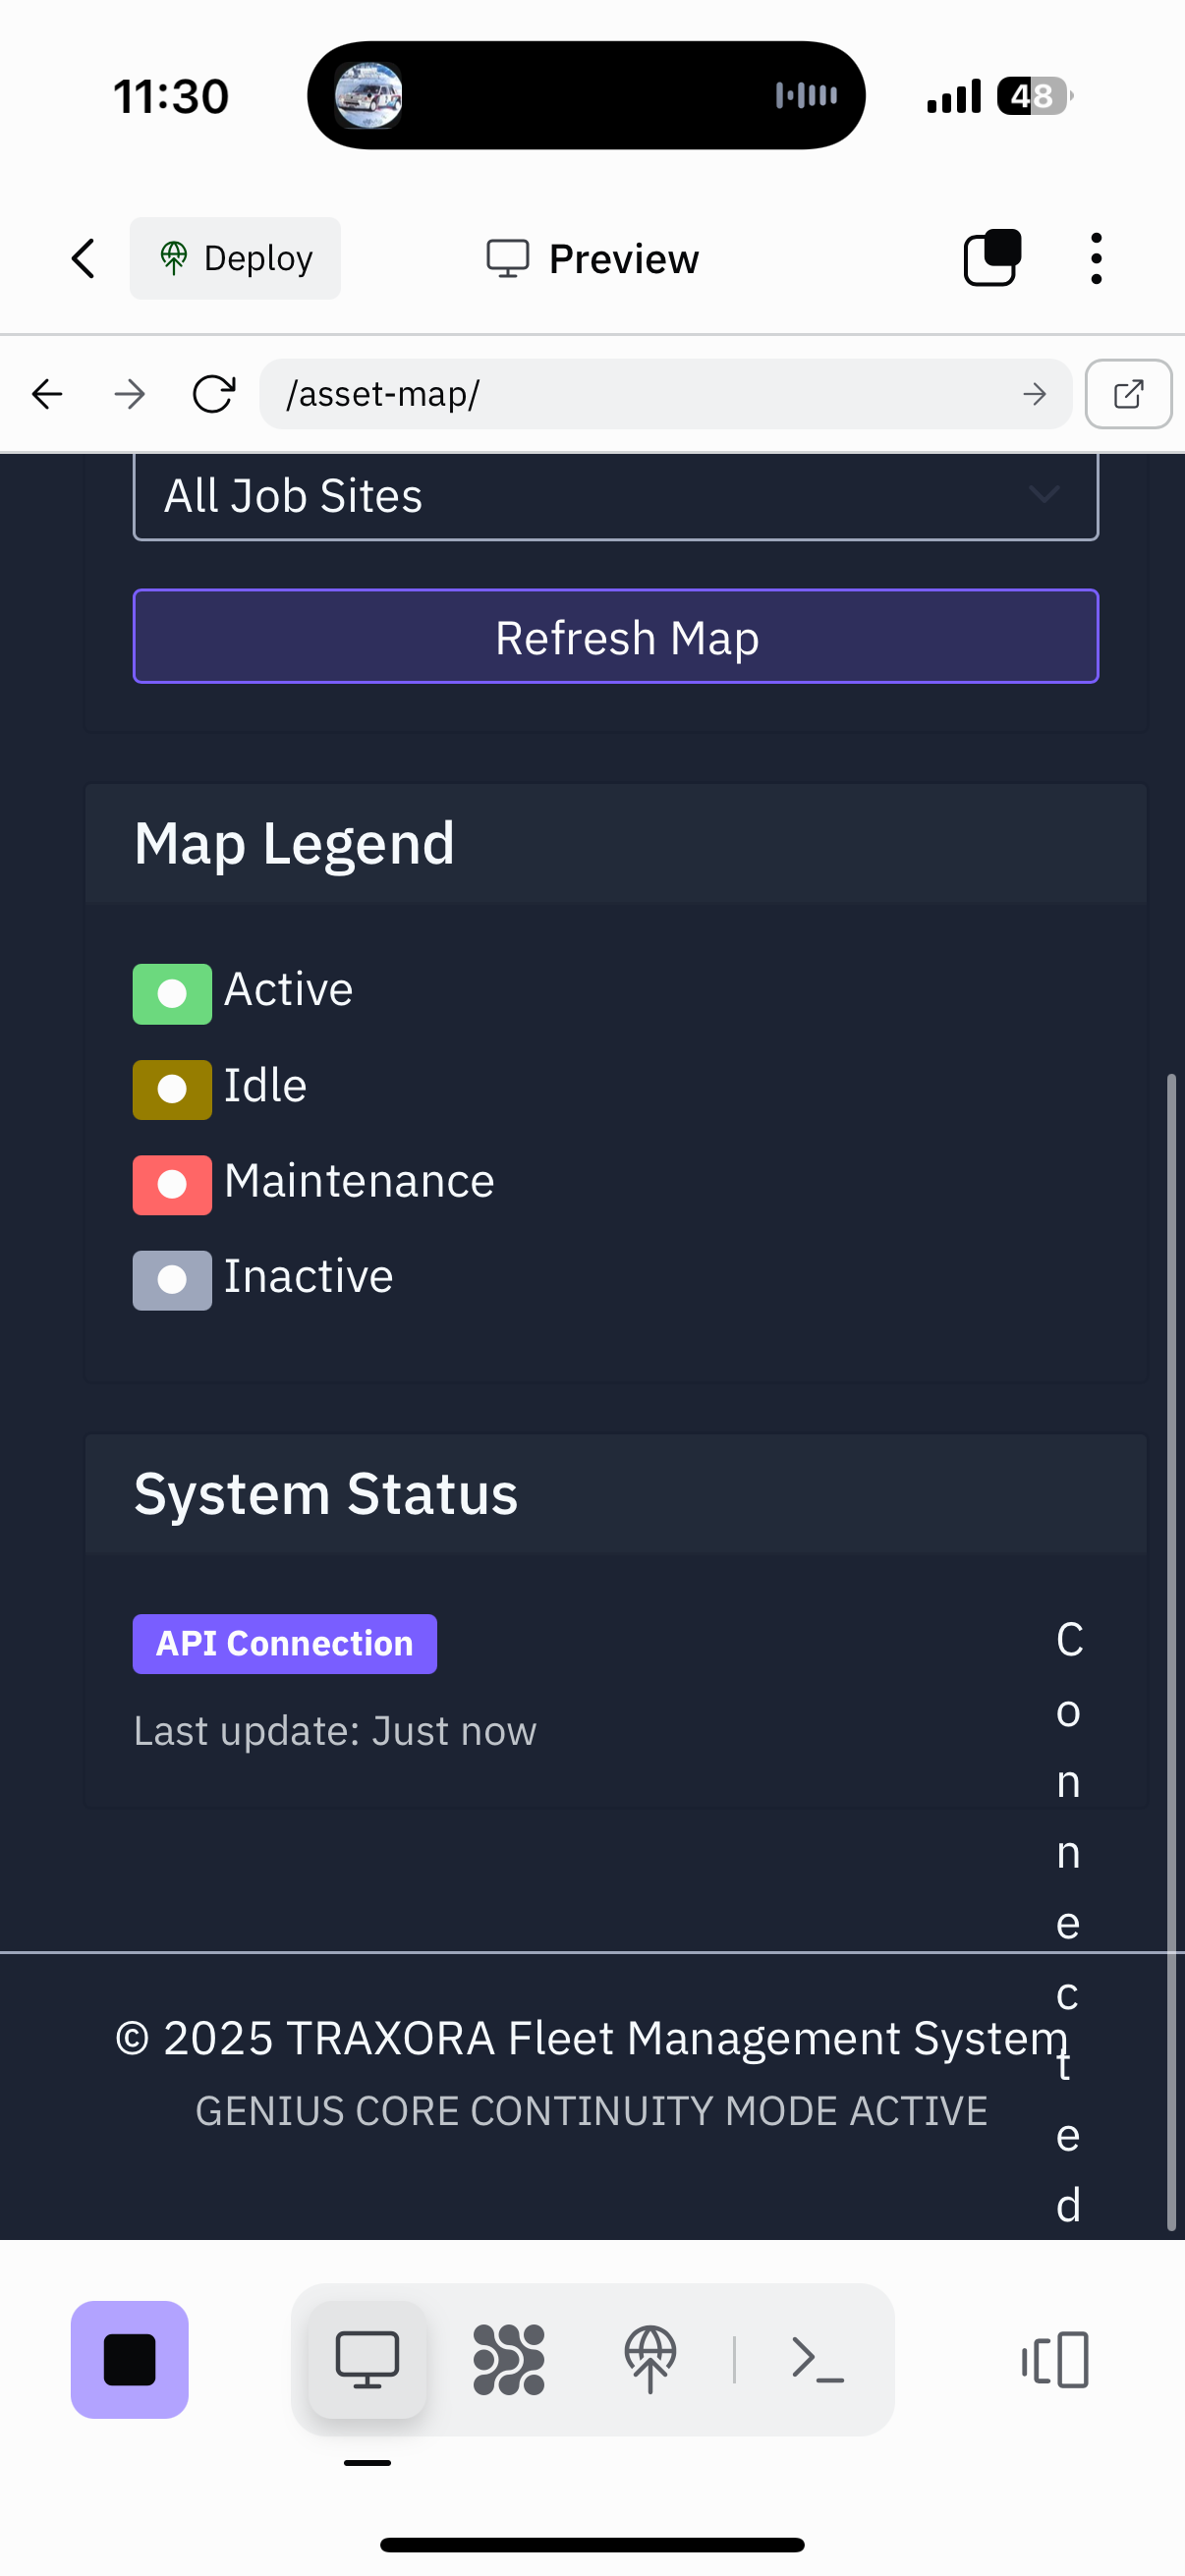 11:30
48
Deploy
Preview
/asset-map/
All Job Sites
Refresh Map
Map Legend
Active
Idle
Maintenance
Inactive
System Status
API Connection
Connected
Last update: Just now
© 2025 TRAXORA Fleet Management System
GENIUS CORE CONTINUITY MODE ACTIVE